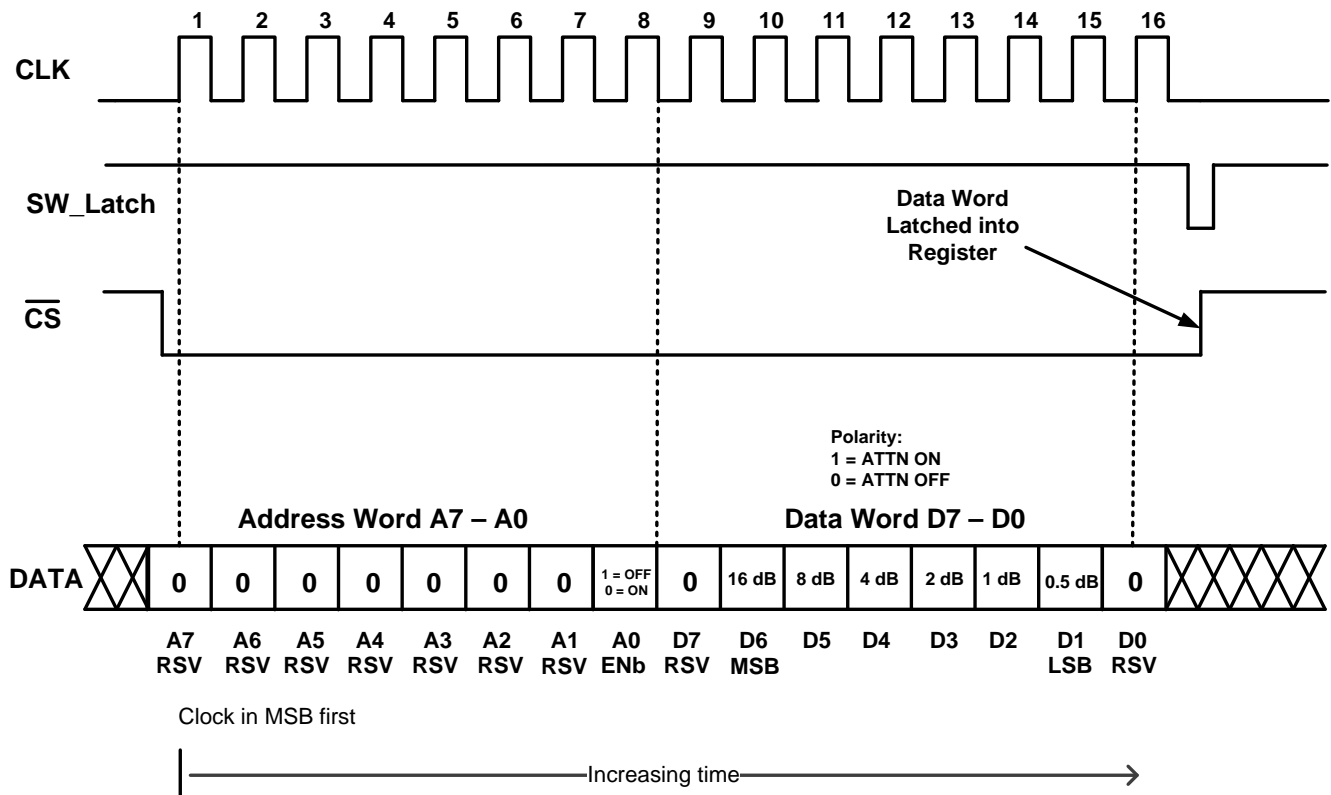 1 2 3 4 5 6 7 8 9 10 11 12 13 14 15 16
CLK
SW_Latch
Data Word
Latched into
Register
CS
Polarity:
1 = ATTN ON
0 = ATTN OFF
Address Word A7 – A0
Data Word D7 – D0
DATA
0 0 0 0 0 0 0 1 = OFF 0 16 dB 8 dB 4 dB 2 dB 1 dB 0.5 dB 0
0 = ON
A7 A6 A5 A4 A3 A2 A1 A0 D7 D6 D5 D4 D3 D2 D1 D0
RSV RSV RSV RSV RSV RSV RSV ENb RSV MSB LSB RSV
Clock in MSB first
Increasing time